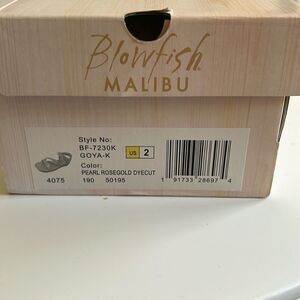 Blowfish
MALIBU
Style No:
BF-7230K
GOYA-K
US 2
Color:
PEARL ROSEGOLD DYECUT
4075 190 50195
1 91733 28697 4